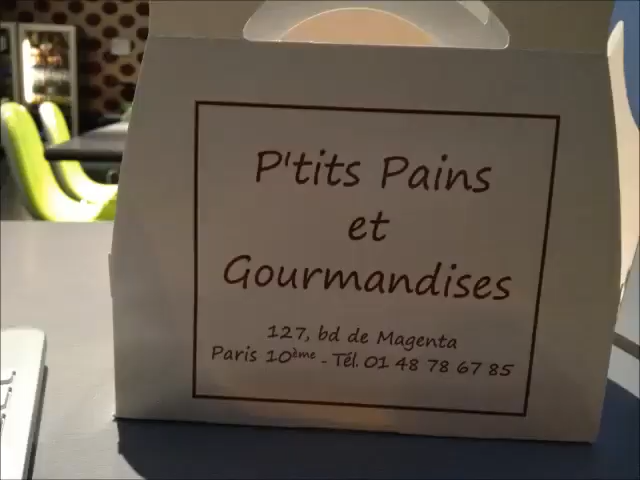 P'tits Pains
et
Gourmandises
127, bd de Magenta
Paris 10ème - Tél. 01 48 78 67 85